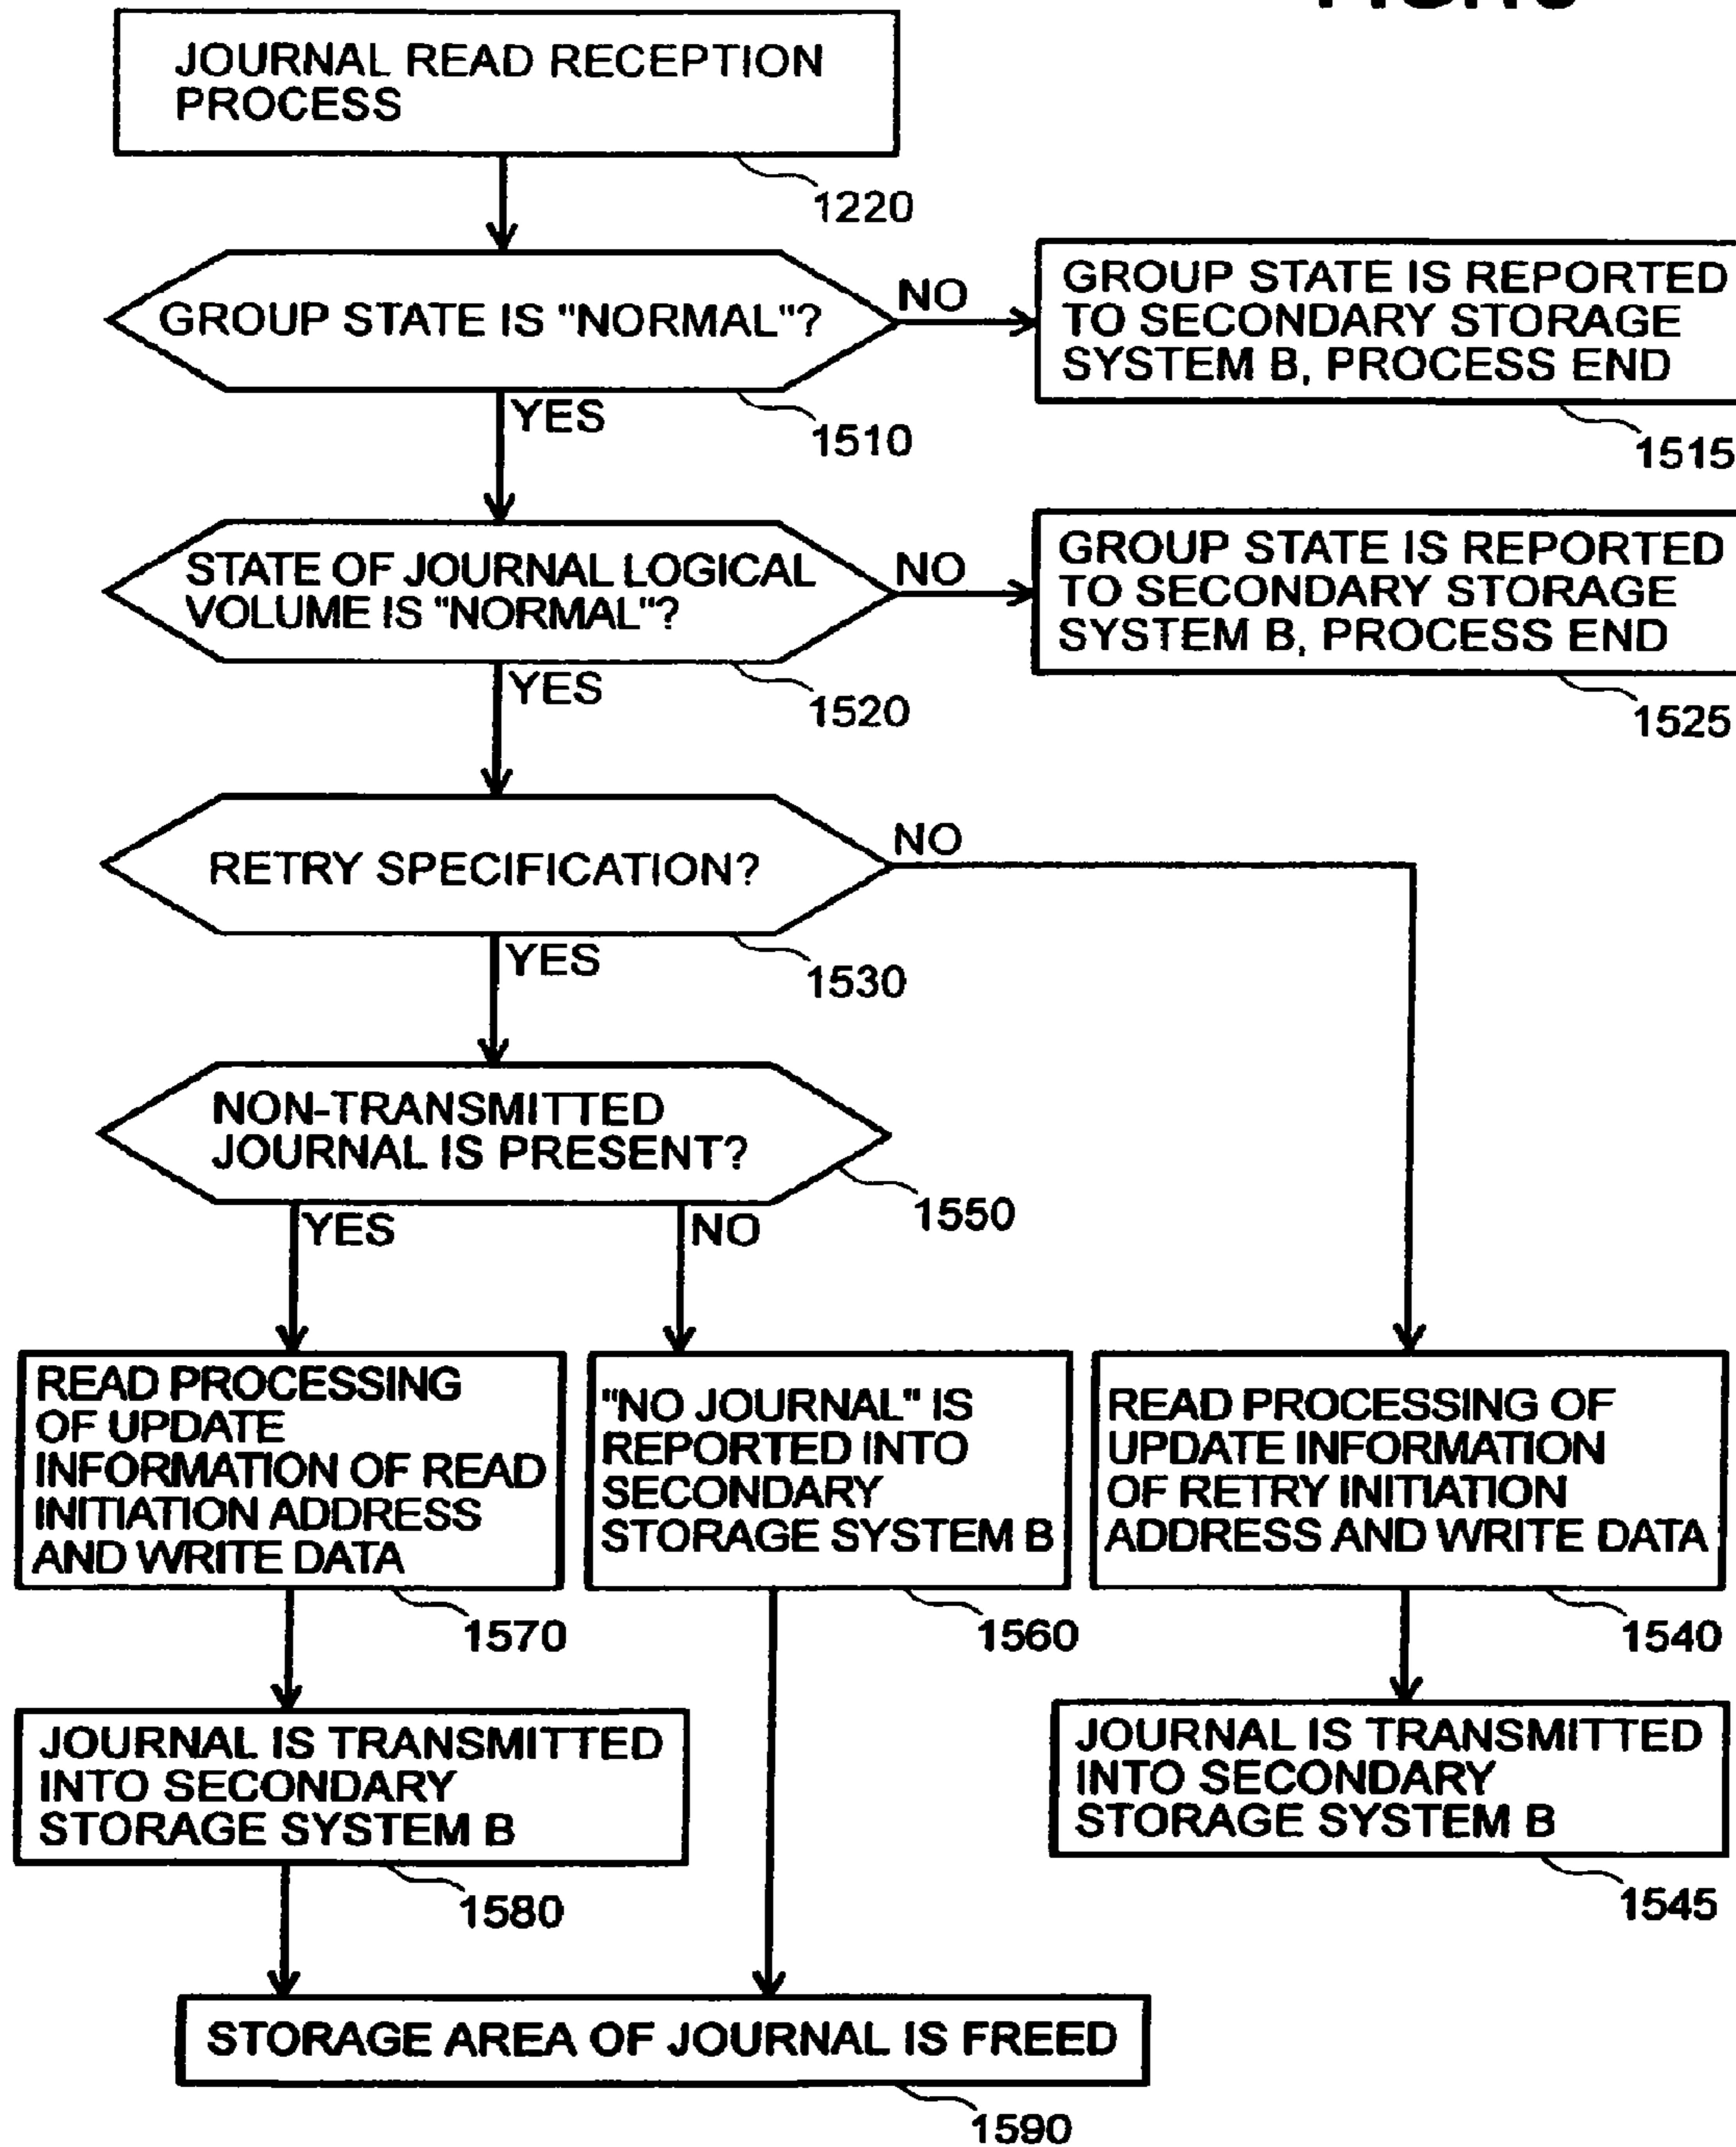 JOURNAL READ RECEPTION
PROCESS
1220
GROUP STATE IS "NORMAL"?
NO
GROUP STATE IS REPORTED
TO SECONDARY STORAGE
SYSTEM B, PROCESS END
YES
1510
1515
STATE OF JOURNAL LOGICAL
VOLUME IS "NORMAL"?
NO
GROUP STATE IS REPORTED
TO SECONDARY STORAGE
SYSTEM B, PROCESS END
YES
1520
1525
RETRY SPECIFICATION?
NO
YES
1530
NON-TRANSMITTED
JOURNAL IS PRESENT?
1550
YES
NO
READ PROCESSING
OF UPDATE
INFORMATION OF READ
INITIATION ADDRESS
AND WRITE DATA
1570
"NO JOURNAL" IS
REPORTED INTO
SECONDARY
STORAGE SYSTEM B
1560
READ PROCESSING OF
UPDATE INFORMATION
OF RETRY INITIATION
ADDRESS AND WRITE DATA
1540
JOURNAL IS TRANSMITTED
INTO SECONDARY
STORAGE SYSTEM B
1580
JOURNAL IS TRANSMITTED
INTO SECONDARY
STORAGE SYSTEM B
1545
STORAGE AREA OF JOURNAL IS FREED
1590